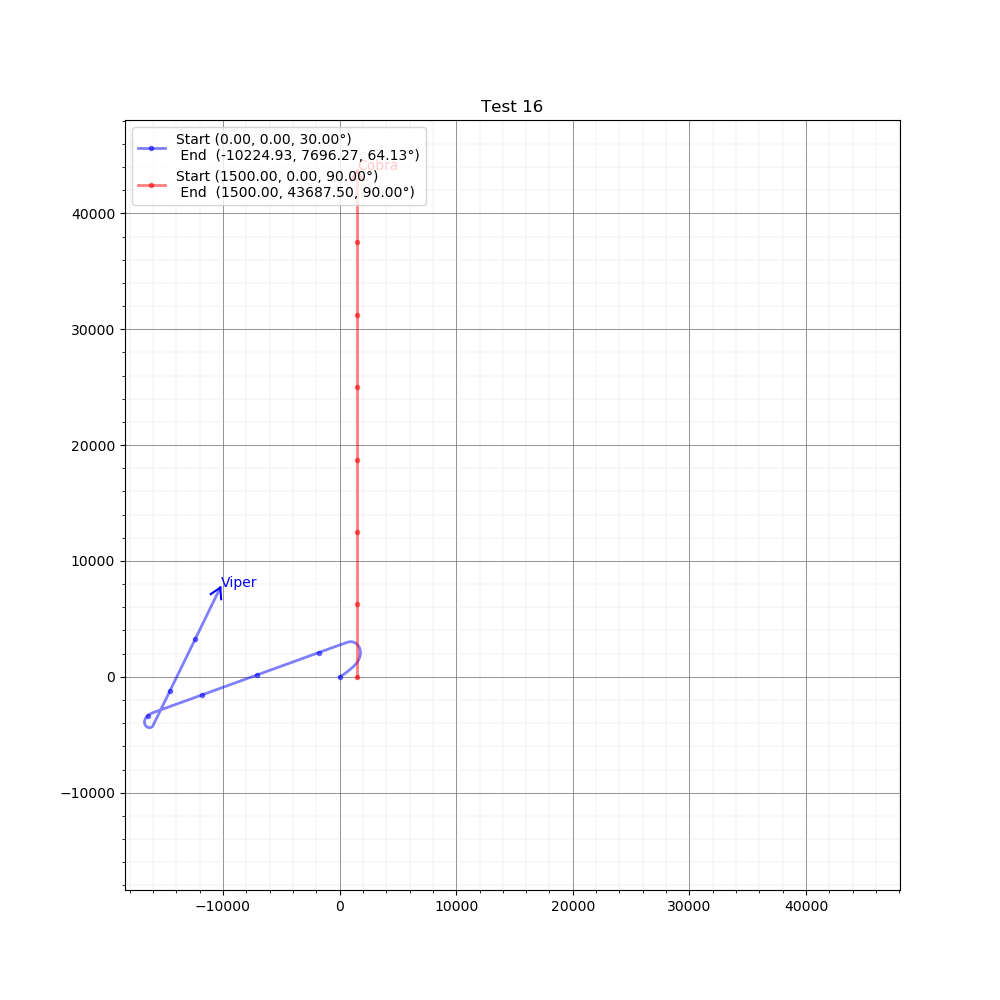 Test 16
Start (0.00, 0.00, 30.00°)
End (-10224.93, 7696.27, 64.13°)
Start (1500.00, 0.00, 90.00°)
End (1500.00, 43687.50, 90.00°)
Cobra
40000
30000
20000
10000
Viper
0
−10000
−10000 0 10000 20000 30000 40000